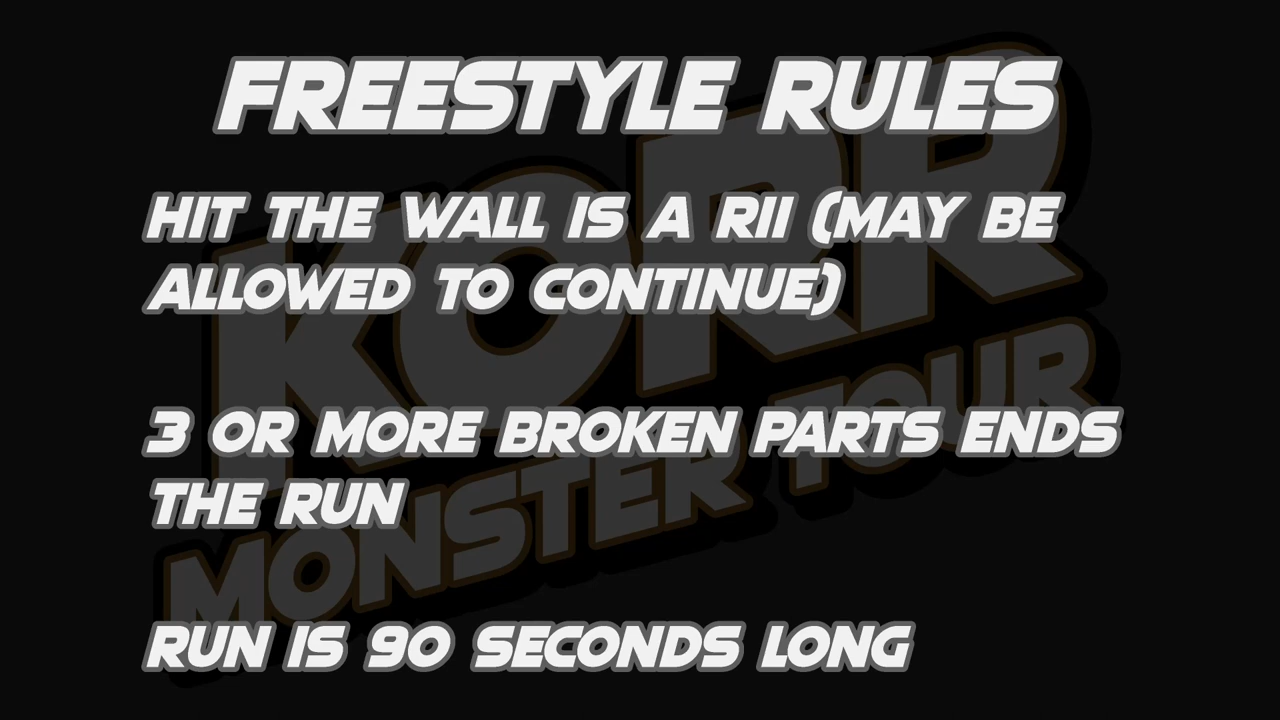 FREESTYLE RULES
HIT THE WALL IS A RII (MAY BE
ALLOWED TO CONTINUE)
3 OR MORE BROKEN PARTS ENDS
THE RUN
RUN IS 90 SECONDS LONG
KORR
MONSTER TOUR